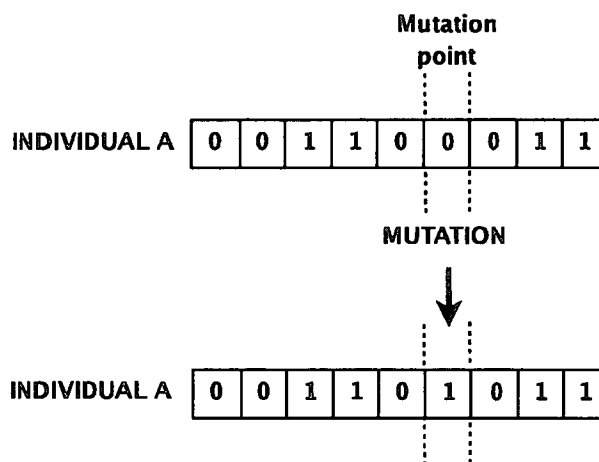 Mutation
point
INDIVIDUAL A 0 0 1 1 0 0 0 1 1
MUTATION
INDIVIDUAL A 0 0 1 1 0 1 0 1 1